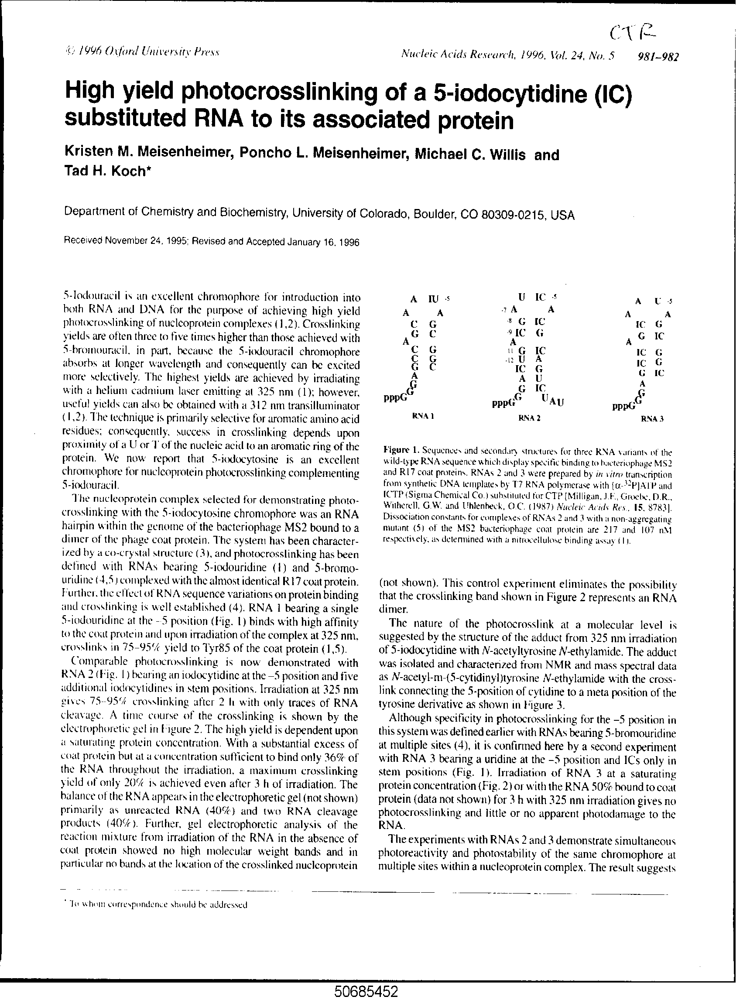 CTR
© 1996 Oxford University Press
Nucleic Acids Research, 1996, Vol. 24, No. 5 981–982
High yield photocrosslinking of a 5-iodocytidine (IC)
substituted RNA to its associated protein
Kristen M. Meisenheimer, Poncho L. Meisenheimer, Michael C. Willis and
Tad H. Koch*
Department of Chemistry and Biochemistry, University of Colorado, Boulder, CO 80309-0215, USA
Received November 24, 1995; Revised and Accepted January 16, 1996
5-Iodouracil is an excellent chromophore for introduction into
both RNA and DNA for the purpose of achieving high yield
photocrosslinking of nucleoprotein complexes (1,2). Crosslinking
yields are often three to five times higher than those achieved with
5-bromouracil, in part, because the 5-iodouracil chromophore
absorbs at longer wavelength and consequently can be excited
more selectively. The highest yields are achieved by irradiating
with a helium cadmium laser emitting at 325 nm (1); however,
useful yields can also be obtained with a 312 nm transilluminator
(1,2). The technique is primarily selective for aromatic amino acid
residues; consequently, success in crosslinking depends upon
proximity of a U or T of the nucleic acid to an aromatic ring of the
protein. We now report that 5-iodocytosine is an excellent
chromophore for nucleoprotein photocrosslinking complementing
5-iodouracil.
The nucleoprotein complex selected for demonstrating photo-
crosslinking with the 5-iodocytosine chromophore was an RNA
hairpin within the genome of the bacteriophage MS2 bound to a
dimer of the phage coat protein. The system has been character-
ized by a co-crystal structure (3), and photocrosslinking has been
defined with RNAs bearing 5-iodouridine (1) and 5-bromo-
uridine (4,5) complexed with the almost identical R17 coat protein.
Further, the effect of RNA sequence variations on protein binding
and crosslinking is well established (4). RNA 1 bearing a single
5-iodouridine at the -5 position (Fig. 1) binds with high affinity
to the coat protein and upon irradiation of the complex at 325 nm,
crosslinks in 75–95% yield to Tyr85 of the coat protein (1,5).
Comparable photocrosslinking is now demonstrated with
RNA 2 (Fig. 1) bearing an iodocytidine at the –5 position and five
additional iodocytidines in stem positions. Irradiation at 325 nm
gives 75–95% crosslinking after 2 h with only traces of RNA
cleavage. A time course of the crosslinking is shown by the
electrophoretic gel in Figure 2. The high yield is dependent upon
a saturating protein concentration. With a substantial excess of
coat protein but at a concentration sufficient to bind only 36% of
the RNA throughout the irradiation, a maximum crosslinking
yield of only 20% is achieved even after 3 h of irradiation. The
balance of the RNA appears in the electrophoretic gel (not shown)
primarily as unreacted RNA (40%) and two RNA cleavage
products (40%). Further, gel electrophoretic analysis of the
reaction mixture from irradiation of the RNA in the absence of
coat protein showed no high molecular weight bands and in
particular no bands at the location of the crosslinked nucleoprotein
A IU -5
A A
C G
G C
A
C G
C G
G C
A
G
pppG
RNA 1
U IC -5
-7 A A
-8 G IC
-9 IC G
A
-11 G IC
-12 U A
IC G
A U
G IC
pppG UAU
RNA 2
A U -5
A A
IC G
G IC
A
IC G
IC G
G IC
A
G
pppG
RNA 3
Figure 1. Sequences and secondary structures for three RNA variants of the
wild-type RNA sequence which display specific binding to bacteriophage MS2
and R17 coat proteins. RNAs 2 and 3 were prepared by in vitro transcription
from synthetic DNA templates by T7 RNA polymerase with [α-³²P]ATP and
ICTP (Sigma Chemical Co.) substituted for CTP [Milligan, J.F., Groebe, D.R.,
Witherell, G.W. and Uhlenbeck, O.C. (1987) Nucleic Acids Res., 15, 8783].
Dissociation constants for complexes of RNAs 2 and 3 with a non-aggregating
mutant (5) of the MS2 bacteriophage coat protein are 217 and 107 nM
respectively, as determined with a nitrocellulose binding assay (1).
(not shown). This control experiment eliminates the possibility
that the crosslinking band shown in Figure 2 represents an RNA
dimer.
The nature of the photocrosslink at a molecular level is
suggested by the structure of the adduct from 325 nm irradiation
of 5-iodocytidine with N-acetyltyrosine N-ethylamide. The adduct
was isolated and characterized from NMR and mass spectral data
as N-acetyl-m-(5-cytidinyl)tyrosine N-ethylamide with the cross-
link connecting the 5-position of cytidine to a meta position of the
tyrosine derivative as shown in Figure 3.
Although specificity in photocrosslinking for the –5 position in
this system was defined earlier with RNAs bearing 5-bromouridine
at multiple sites (4), it is confirmed here by a second experiment
with RNA 3 bearing a uridine at the –5 position and ICs only in
stem positions (Fig. 1). Irradiation of RNA 3 at a saturating
protein concentration (Fig. 2) or with the RNA 50% bound to coat
protein (data not shown) for 3 h with 325 nm irradiation gives no
photocrosslinking and little or no apparent photodamage to the
RNA.
The experiments with RNAs 2 and 3 demonstrate simultaneous
photoreactivity and photostability of the same chromophore at
multiple sites within a nucleoprotein complex. The result suggests
* To whom correspondence should be addressed
50685452